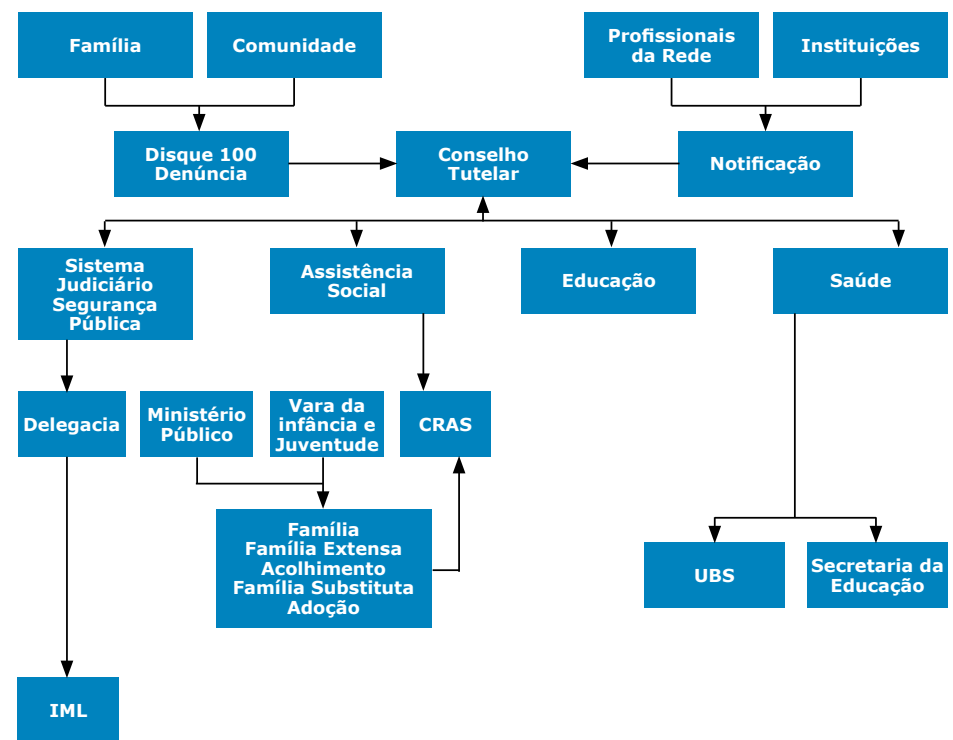 Família
Comunidade
Profissionais
da Rede
Instituições
Disque 100
Denúncia
Conselho
Tutelar
Notificação
Sistema
Judiciário
Segurança
Pública
Assistência
Social
Educação
Saúde
Delegacia
Ministério
Público
Vara da
infância e
Juventude
CRAS
Família
Família Extensa
Acolhimento
Família Substituta
Adoção
UBS
Secretaria da
Educação
IML